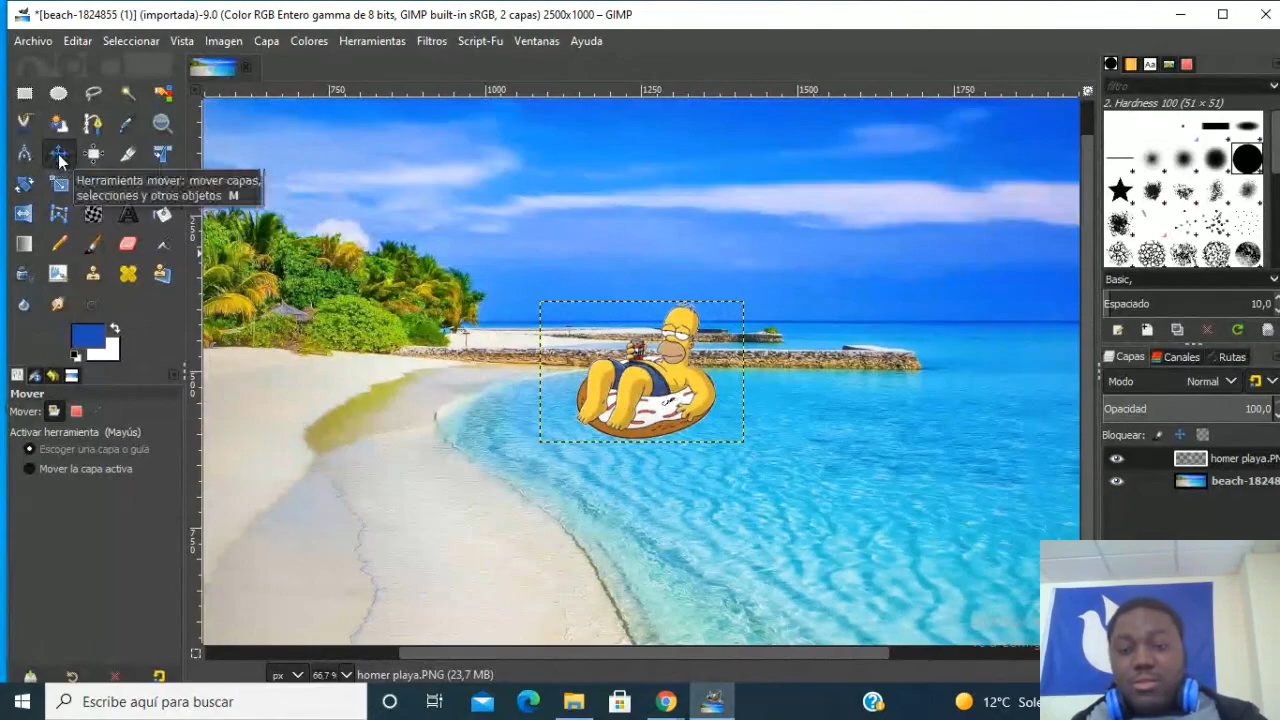 *[beach-1824855 (1)] (importada)-9.0 (Color RGB Entero gamma de 8 bits, GIMP built-in sRGB, 2 capas) 2500x1000 – GIMP
Archivo Editar Seleccionar Vista Imagen Capa Colores Herramientas Filtros Script-Fu Ventanas Ayuda
filtro
750 1000 1250 1500 1750
2. Hardness 100 (51 × 51)
Herramienta mover: mover capas,
selecciones y otros objetos M
250
Basic,
Espaciado 10,0
Capas Canales Rutas
500
Modo Normal
Mover
Mover:
Opacidad 100,0
Activar herramienta (Mayús)
Bloquear:
Escoger una capa o guía
homer playa.PN
Mover la capa activa
beach-18248
750
px 66,7 % homer playa.PNG (23,7 MB)
Escribe aquí para buscar
12°C Sole